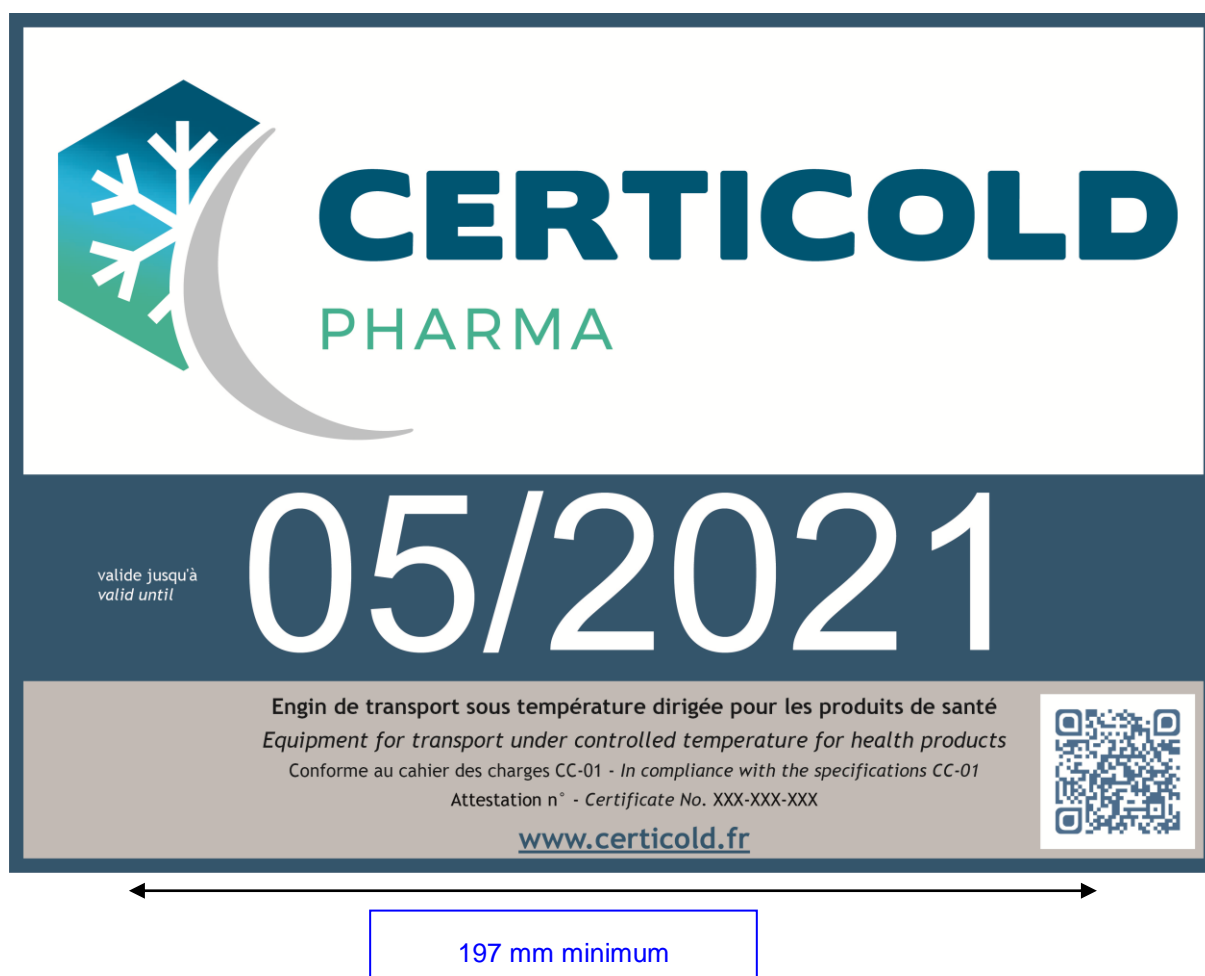 CERTICOLD
PHARMA
valide jusqu'à
valid until
05/2021
Engin de transport sous température dirigée pour les produits de santé
Equipment for transport under controlled temperature for health products
Conforme au cahier des charges CC-01 - In compliance with the specifications CC-01
Attestation n° - Certificate No. XXX-XXX-XXX
www.certicold.fr
197 mm minimum